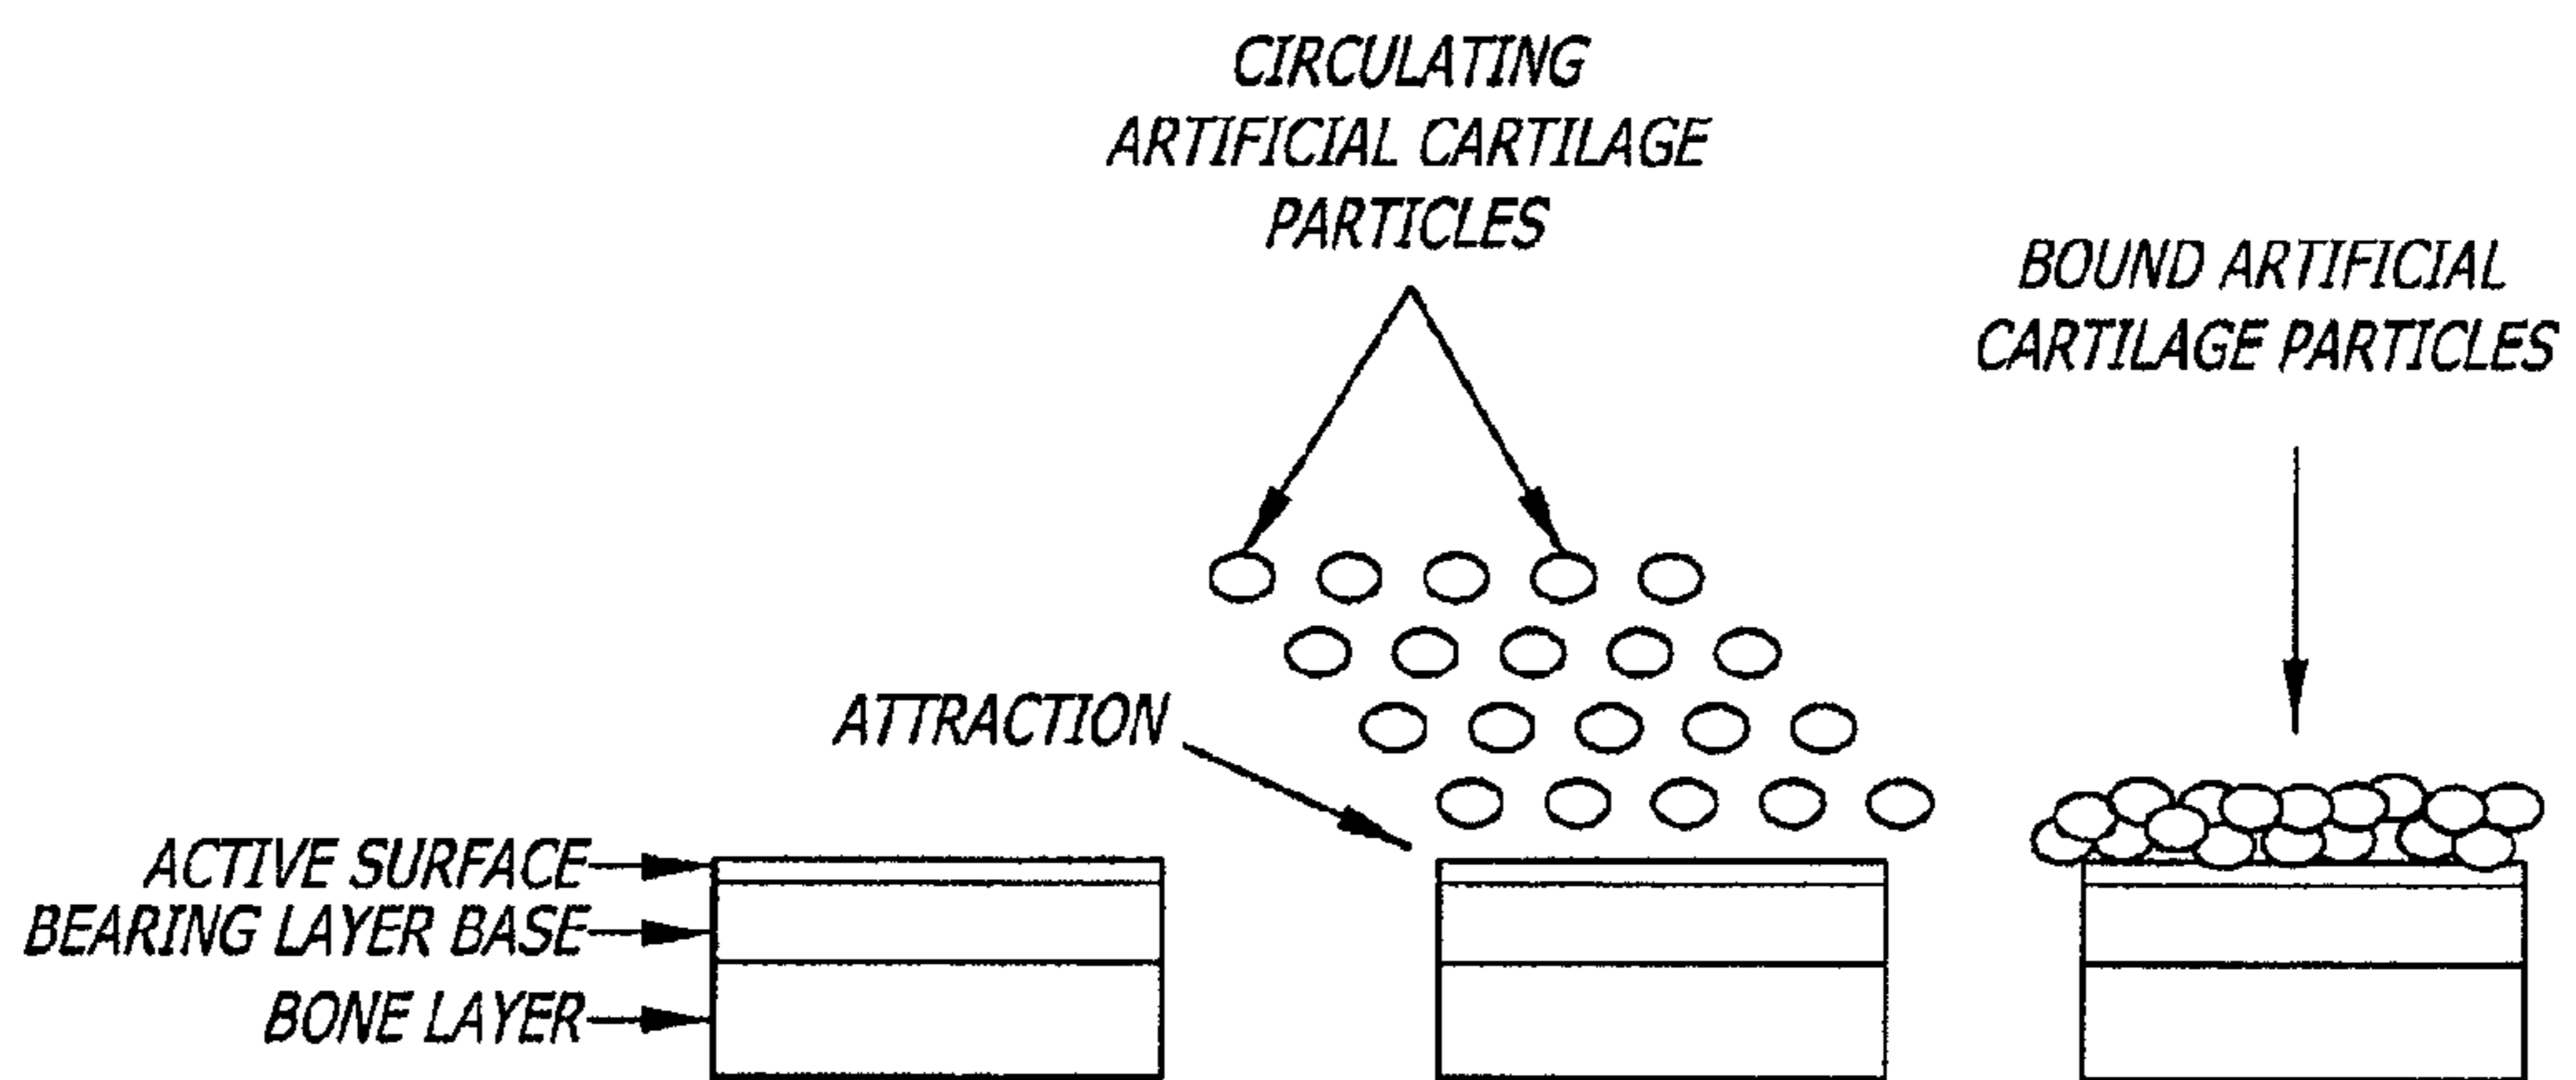 CIRCULATING
ARTIFICIAL CARTILAGE
PARTICLES
BOUND ARTIFICIAL
CARTILAGE PARTICLES
ATTRACTION
ACTIVE SURFACE
BEARING LAYER BASE
BONE LAYER